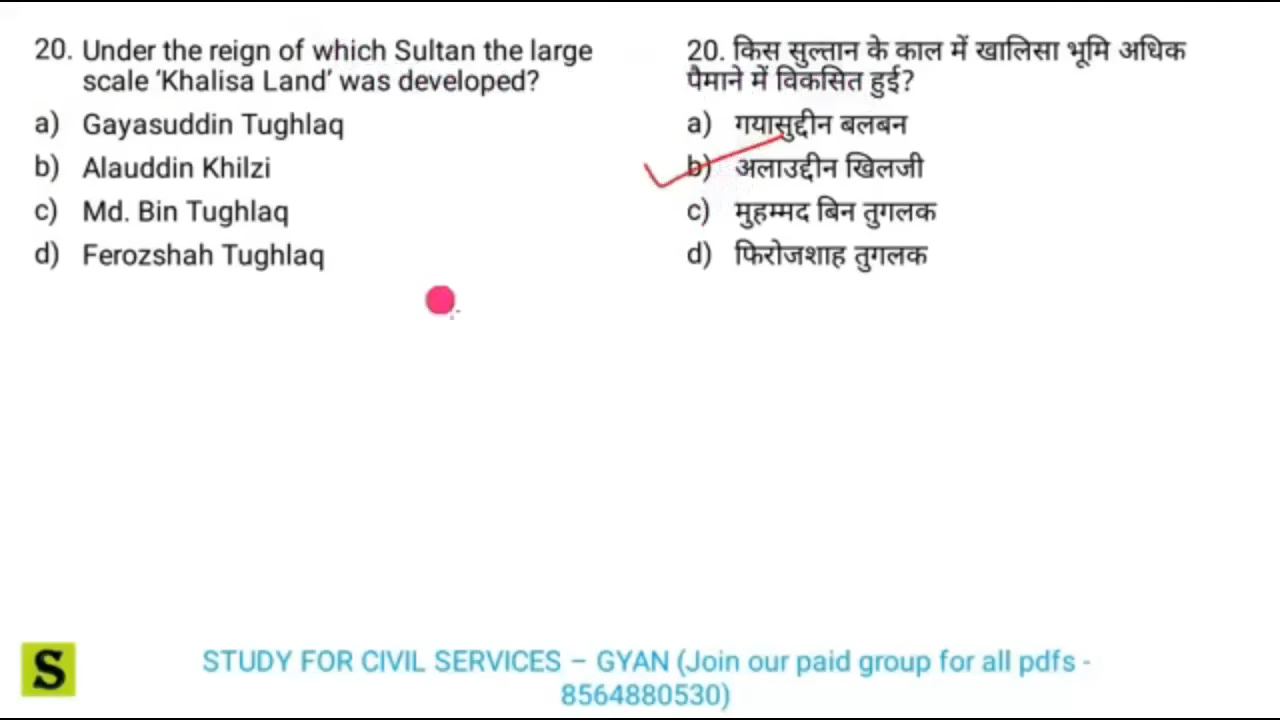 20. Under the reign of which Sultan the large
scale ‘Khalisa Land’ was developed?
a) Gayasuddin Tughlaq
b) Alauddin Khilzi
c) Md. Bin Tughlaq
d) Ferozshah Tughlaq
20. किस सुल्तान के काल में खालिसा भूमि अधिक
पैमाने में विकसित हुई?
a) गयासुद्दीन बलबन
b) अलाउद्दीन खिलजी
c) मुहम्मद बिन तुगलक
d) फिरोजशाह तुगलक
S
STUDY FOR CIVIL SERVICES – GYAN (Join our paid group for all pdfs -
8564880530)